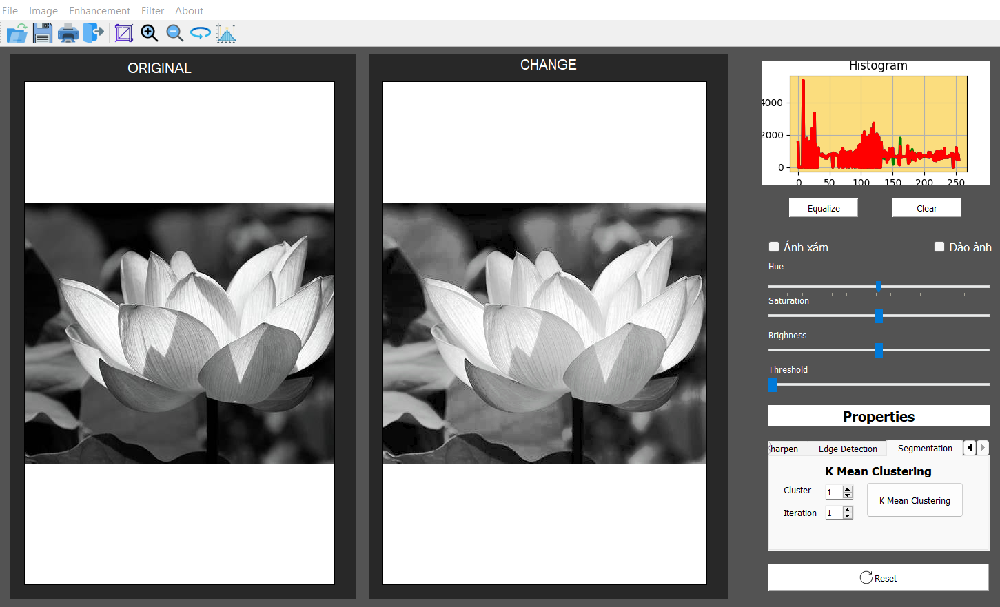 File Image Enhancement Filter About
ORIGINAL
CHANGE
Histogram
4000
2000
0
0 50 100 150 200 250
Equalize Clear
Ảnh xám Đảo ảnh
Hue
Saturation
Brighness
Threshold
Properties
harpen Edge Detection Segmentation
K Mean Clustering
Cluster 1
K Mean Clustering
Iteration 1
Reset